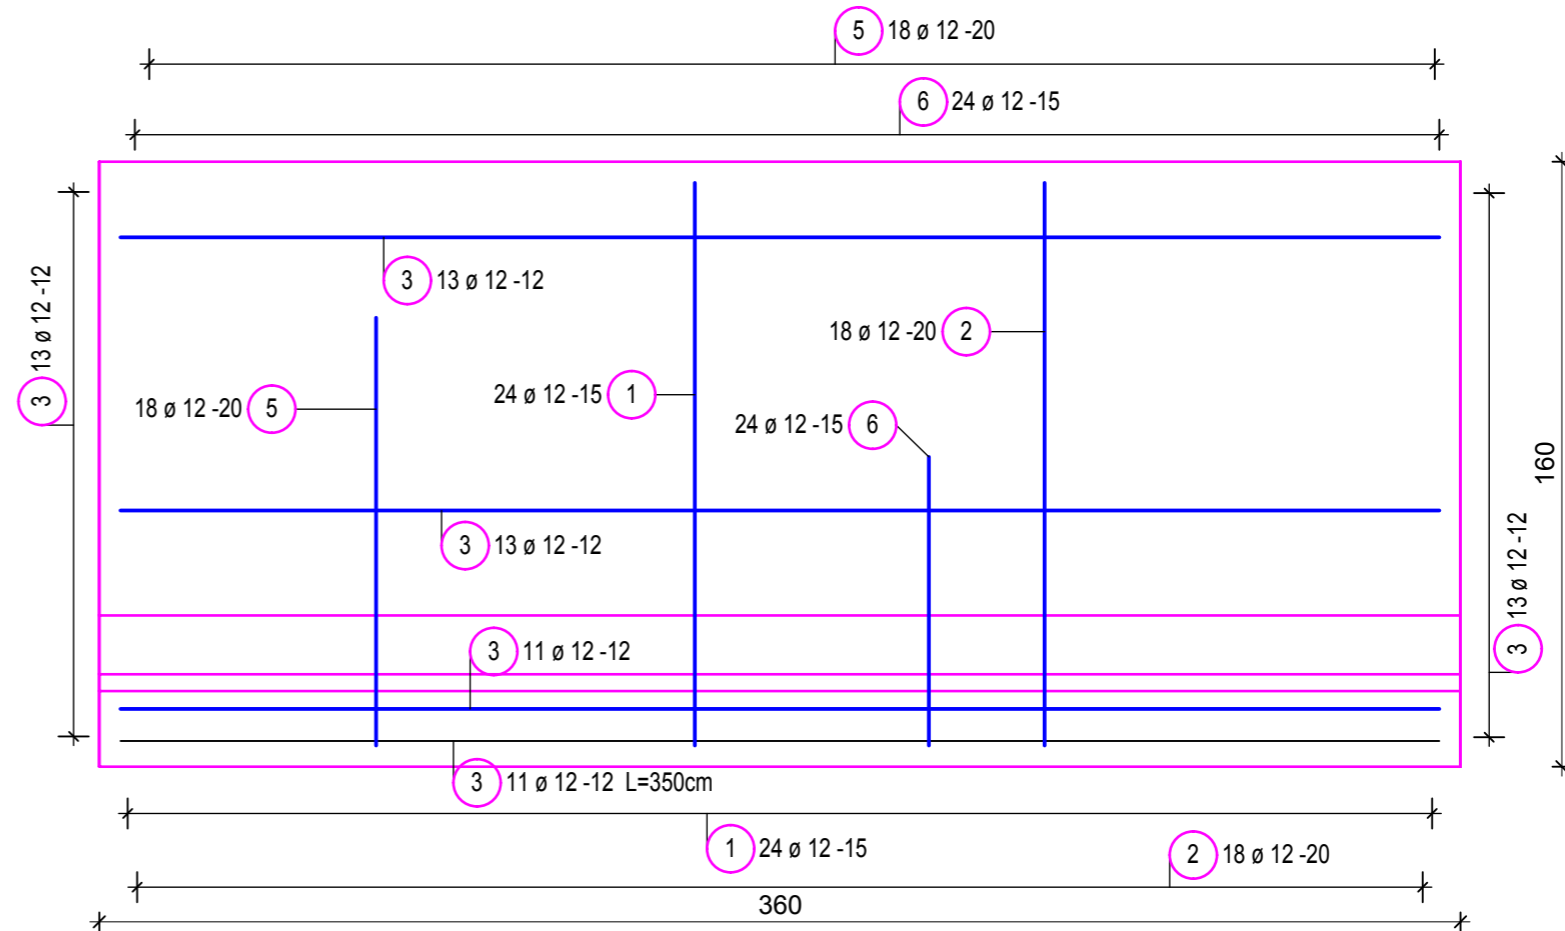 5 18 ø 12 -20
6 24 ø 12 -15
3 13 ø 12 -12
3 13 ø 12 -12
18 ø 12 -20 2
18 ø 12 -20 5
24 ø 12 -15 1
24 ø 12 -15 6
160
3 13 ø 12 -12
3 13 ø 12 -12
3 11 ø 12 -12
3 11 ø 12 -12 L=350cm
1 24 ø 12 -15
2 18 ø 12 -20
360